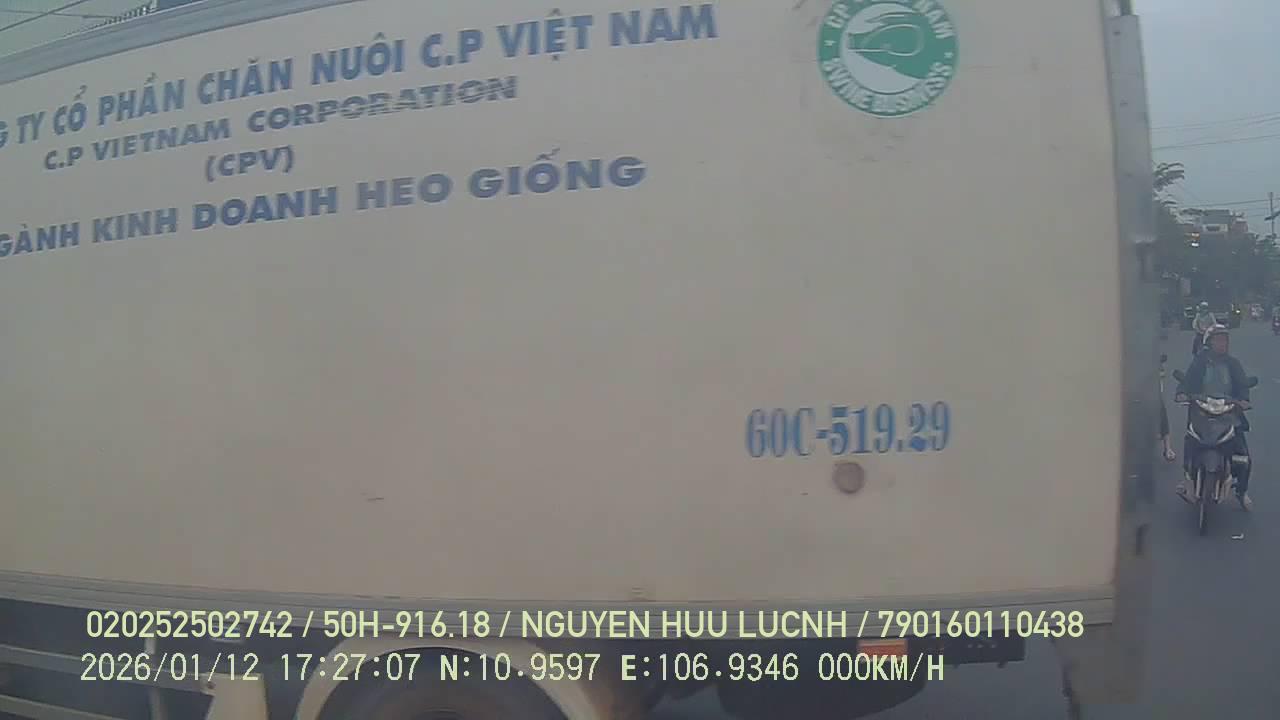 G TY CỔ PHẦN CHĂN NUÔI C.P VIỆT NAM
C.P VIETNAM CORPORATION
(CPV)
GÀNH KINH DOANH HEO GIỐNG
SWINE BUSINESS
60C-519.29
020252502742 / 50H-916.18 / NGUYEN HUU LUCNH / 790160110438
2026/01/12 17:27:07 N:10.9597 E:106.9346 000KM/H